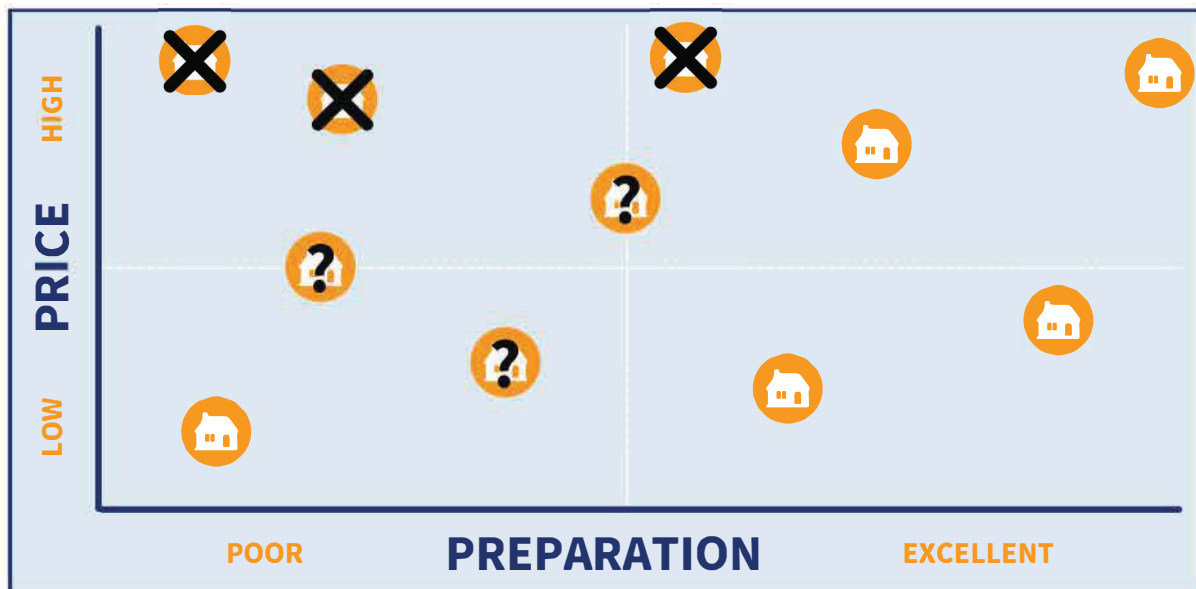 HIGH
PRICE
LOW
?
?
?
POOR
PREPARATION
EXCELLENT